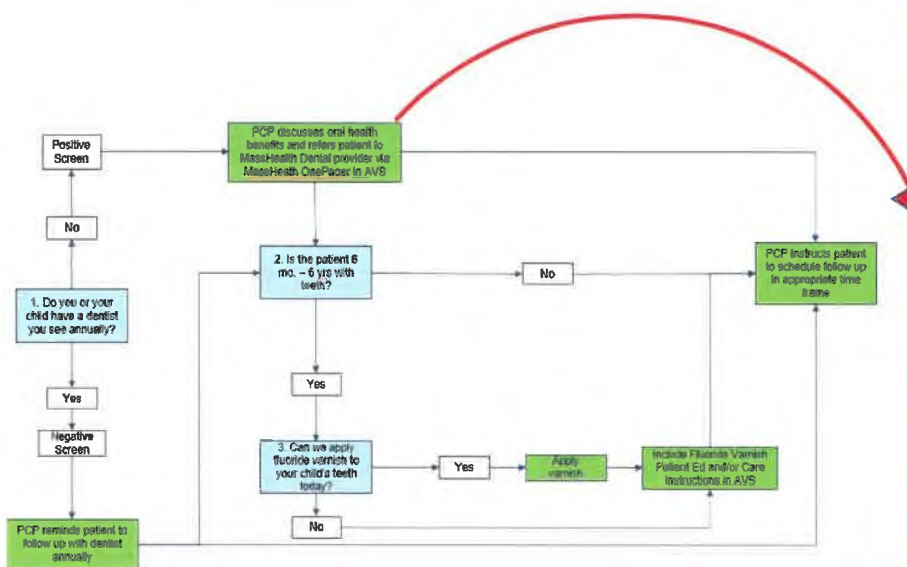 PCP discusses oral health
benefits and refers patient to
MassHealth Dental provider via
MassHeath OnePacer in AVS
Positive
Screen
No
2. Is the patient 6
mo. – 6 yrs with
teeth?
No
PCP instructs patient
to schedule follow up
in appropriate time
frame
1. Do you or your
child have a dentist
you see annually?
Yes
Yes
Negative
Screen
3. Can we apply
fluoride varnish to
your child's teeth
today?
Yes
Apply
varnish
Include Fluoride Varnish
Patient Ed and/or Care
Instructions in AVS
No
PCP reminds patient to
follow up with dentist
annually